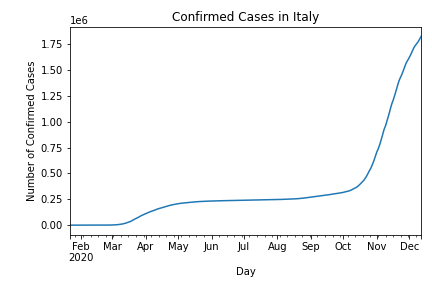 Confirmed Cases in Italy
1e6
1.75
1.50
1.25
1.00
0.75
0.50
0.25
0.00
Number of Confirmed Cases
Feb Mar Apr May Jun Jul Aug Sep Oct Nov Dec
2020
Day